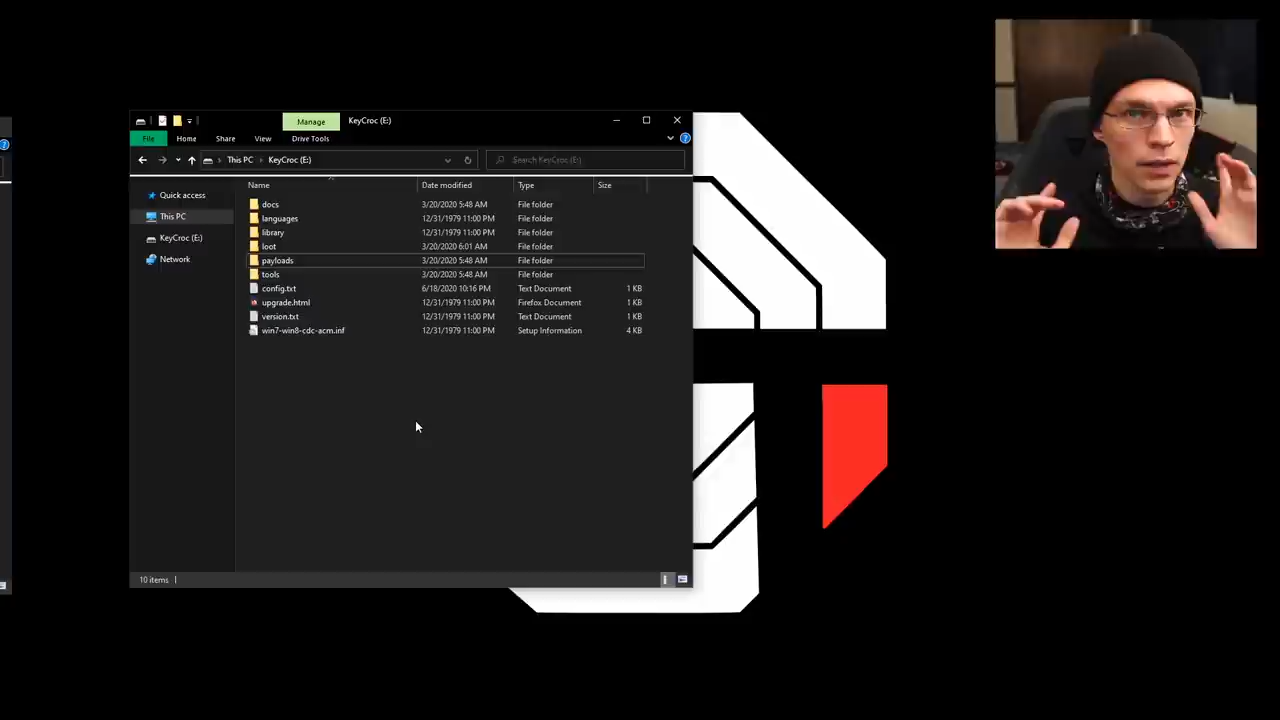 Manage
KeyCroc (E:)
File
Home
Share
View
Drive Tools
This PC
KeyCroc (E:)
Search KeyCroc (E:)
Name
Date modified
Type
Size
Quick access
This PC
KeyCroc (E:)
Network
docs 3/20/2020 5:48 AM File folder
languages 12/31/1979 11:00 PM File folder
library 12/31/1979 11:00 PM File folder
loot 3/20/2020 6:01 AM File folder
payloads 3/20/2020 5:48 AM File folder
tools 3/20/2020 5:48 AM File folder
config.txt 6/18/2020 10:16 PM Text Document 1 KB
upgrade.html 12/31/1979 11:00 PM Firefox Document 1 KB
version.txt 12/31/1979 11:00 PM Text Document 1 KB
win7-win8-cdc-acm.inf 12/31/1979 11:00 PM Setup Information 4 KB
10 items